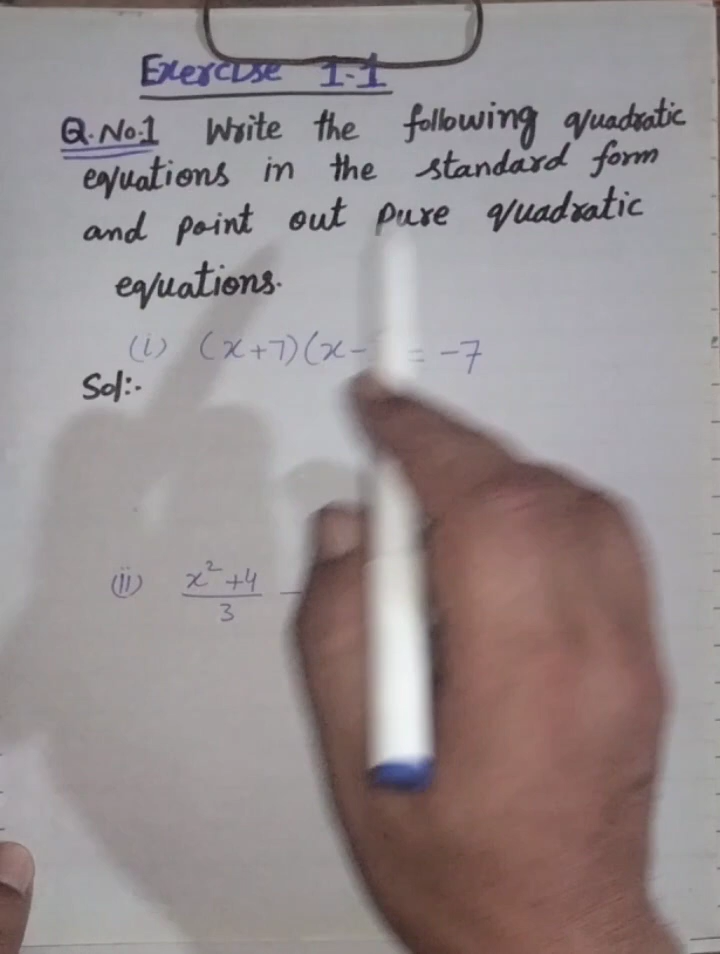 Exercise 1.1
Q.No.1 Write the following quadratic
equations in the standard form
and point out pure quadratic
equations.
(i) (x+7)(x- = -7
Sol:-
(ii) x²+4/3 -